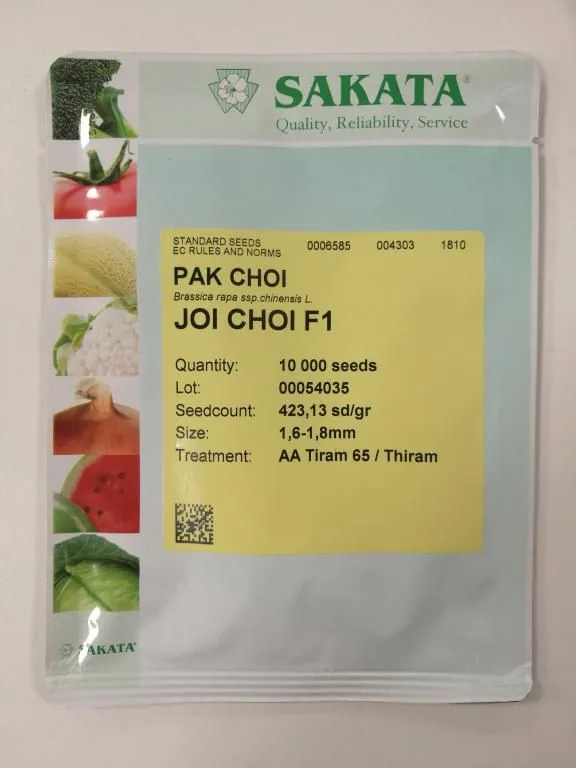 SAKATA®
Quality, Reliability, Service
STANDARD SEEDS 0006585 004303 1810
EC RULES AND NORMS
PAK CHOI
Brassica rapa ssp.chinensis L.
JOI CHOI F1
Quantity: 10 000 seeds
Lot: 00054035
Seedcount: 423,13 sd/gr
Size: 1,6-1,8mm
Treatment: AA Tiram 65 / Thiram
SAKATA